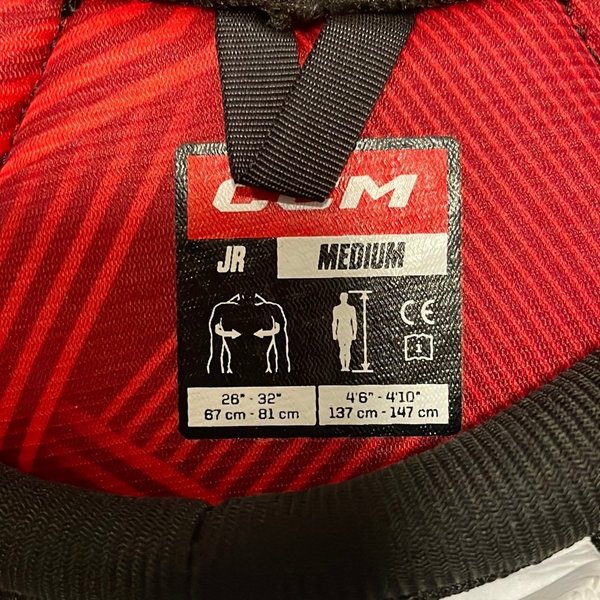 CCM
JR MEDIUM
CE
26" - 32" 4'6" - 4'10"
67 cm - 81 cm 137 cm - 147 cm